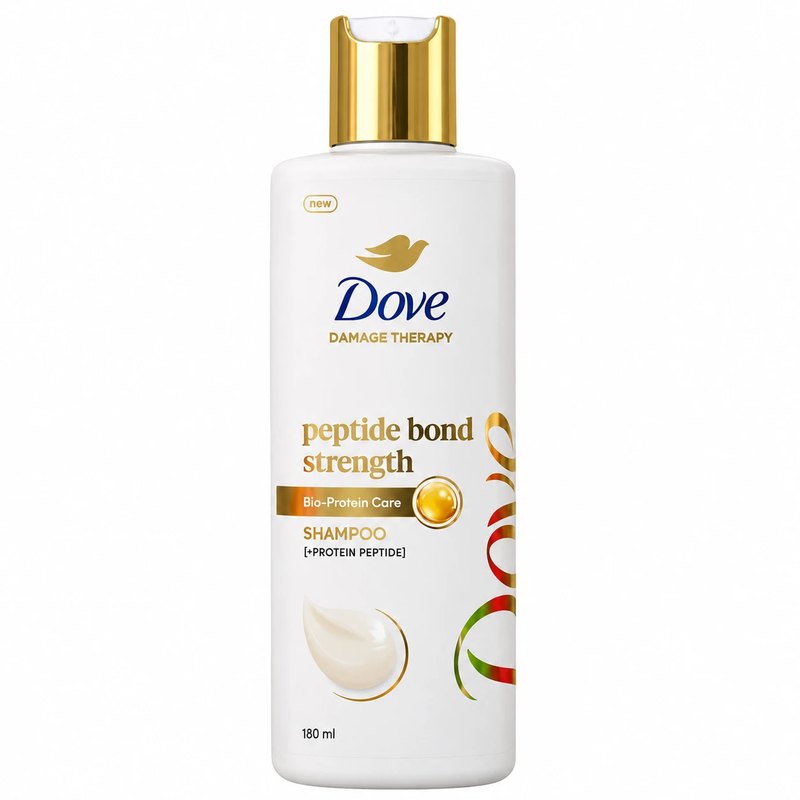 new
Dove
DAMAGE THERAPY
peptide bond
strength
Bio-Protein Care
SHAMPOO
[+PROTEIN PEPTIDE]
Dove
180 ml